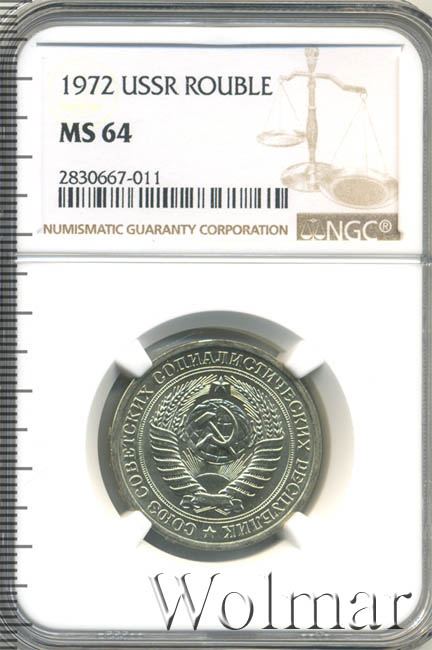 1972 USSR ROUBLE
MS 64
2830667-011
NUMISMATIC GUARANTY CORPORATION
NGC®
СОЮЗ СОВЕТСКИХ СОЦИАЛИСТИЧЕСКИХ РЕСПУБЛИК
Wolmar